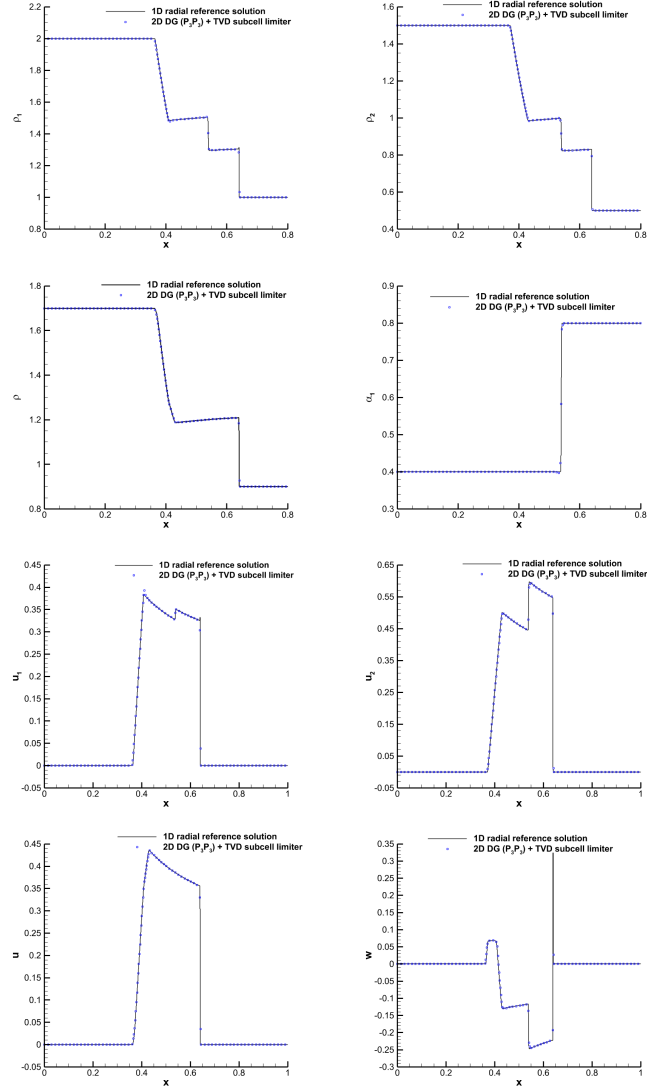 1D radial reference solution
2D DG (P3P3) + TVD subcell limiter
ρ1
2.2
2
1.8
1.6
1.4
1.2
1
0.8
0 0.2 0.4 0.6 0.8
x
1D radial reference solution
2D DG (P3P3) + TVD subcell limiter
ρ2
1.6
1.4
1.2
1
0.8
0.6
0.4
0 0.2 0.4 0.6 0.8
x
1D radial reference solution
2D DG (P3P3) + TVD subcell limiter
ρ
1.8
1.6
1.4
1.2
1
0.8
0 0.2 0.4 0.6 0.8
x
1D radial reference solution
2D DG (P3P3) + TVD subcell limiter
α1
0.9
0.8
0.7
0.6
0.5
0.4
0.3
0 0.2 0.4 0.6 0.8
x
1D radial reference solution
2D DG (P3P3) + TVD subcell limiter
u1
0.45
0.4
0.35
0.3
0.25
0.2
0.15
0.1
0.05
0
-0.05
0 0.2 0.4 0.6 0.8 1
x
1D radial reference solution
2D DG (P3P3) + TVD subcell limiter
u2
0.65
0.55
0.45
0.35
0.25
0.15
0.05
-0.05
0 0.2 0.4 0.6 0.8 1
x
1D radial reference solution
2D DG (P3P3) + TVD subcell limiter
u
0.45
0.4
0.35
0.3
0.25
0.2
0.15
0.1
0.05
0
-0.05
0 0.2 0.4 0.6 0.8 1
x
1D radial reference solution
2D DG (P3P3) + TVD subcell limiter
w
0.35
0.3
0.25
0.2
0.15
0.1
0.05
0
-0.05
-0.1
-0.15
-0.2
-0.25
-0.3
0 0.2 0.4 0.6 0.8 1
x